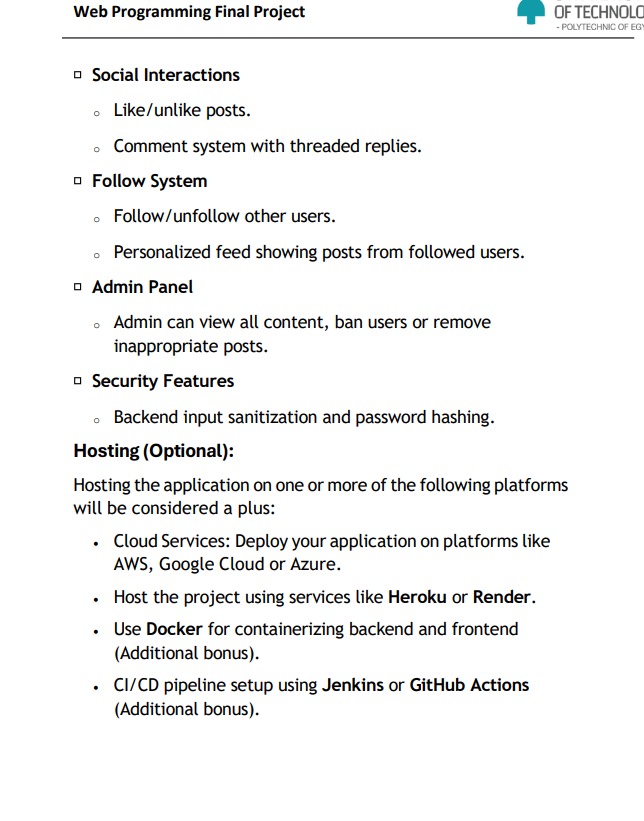 Web Programming Final Project
OF TECHNOLO
- POLYTECHNIC OF EGY
Social Interactions
Like/unlike posts.
Comment system with threaded replies.
Follow System
Follow/unfollow other users.
Personalized feed showing posts from followed users.
Admin Panel
Admin can view all content, ban users or remove
inappropriate posts.
Security Features
Backend input sanitization and password hashing.
Hosting (Optional):
Hosting the application on one or more of the following platforms
will be considered a plus:
• Cloud Services: Deploy your application on platforms like
AWS, Google Cloud or Azure.
• Host the project using services like Heroku or Render.
• Use Docker for containerizing backend and frontend
(Additional bonus).
• CI/CD pipeline setup using Jenkins or GitHub Actions
(Additional bonus).